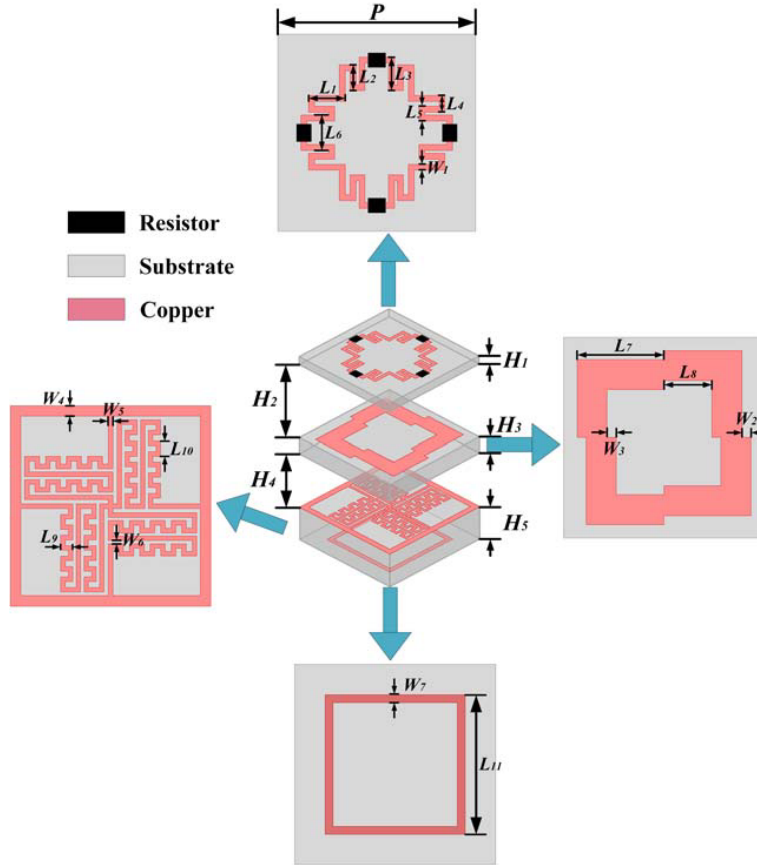 P
L1
L2
L3
L4
L5
L6
W1
Resistor
Substrate
Copper
H1
H2
H3
H4
H5
L7
L8
W2
W3
W4
W5
L10
L9
W6
W7
L11